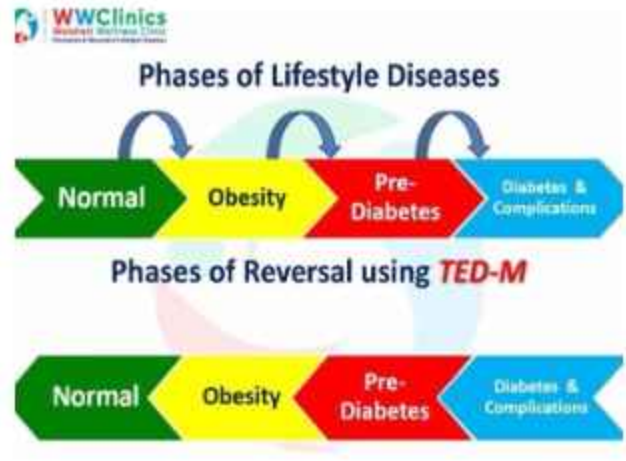 WWClinics
Phases of Lifestyle Diseases
Normal
Obesity
Pre-
Diabetes
Diabetes &
Complications
Phases of Reversal using TED-M
Normal
Obesity
Pre-
Diabetes
Diabetes &
Complications